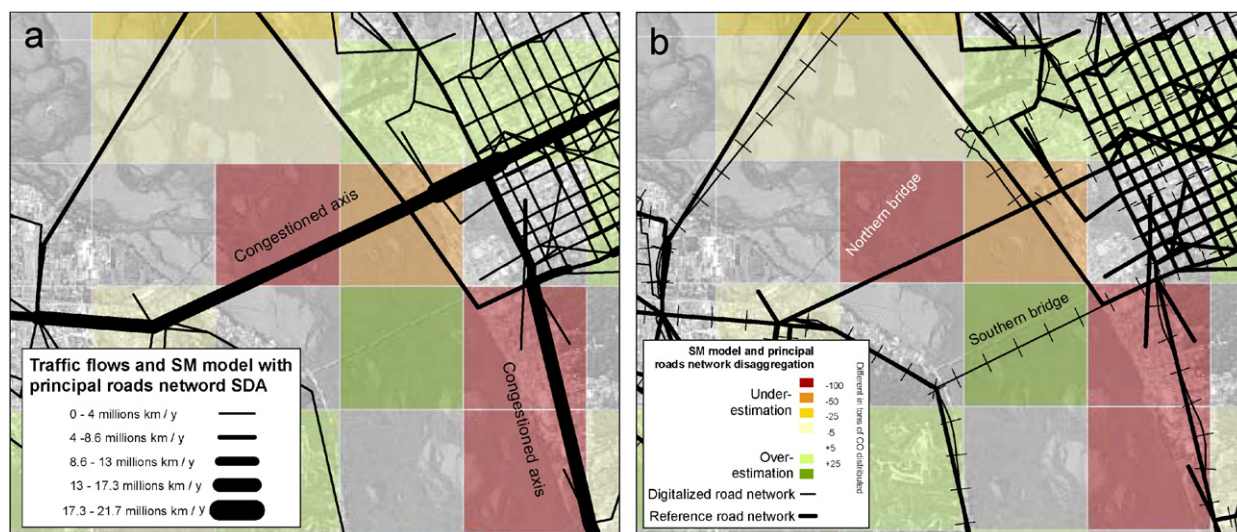 a
Congestioned axis
Congestioned axis
Traffic flows and SM model with
principal roads netword SDA
0 - 4 millions km / y
4 -8.6 millions km / y
8.6 - 13 millions km / y
13 - 17.3 millions km / y
17.3 - 21.7 millions km / y
b
Northern bridge
Southern bridge
SM model and principal
roads network disaggregation
Under-
estimation
Over-
estimation
-100
-50
-25
-5
+5
+25
Different in tons of CO distributed
Digitalized road network
Reference road network